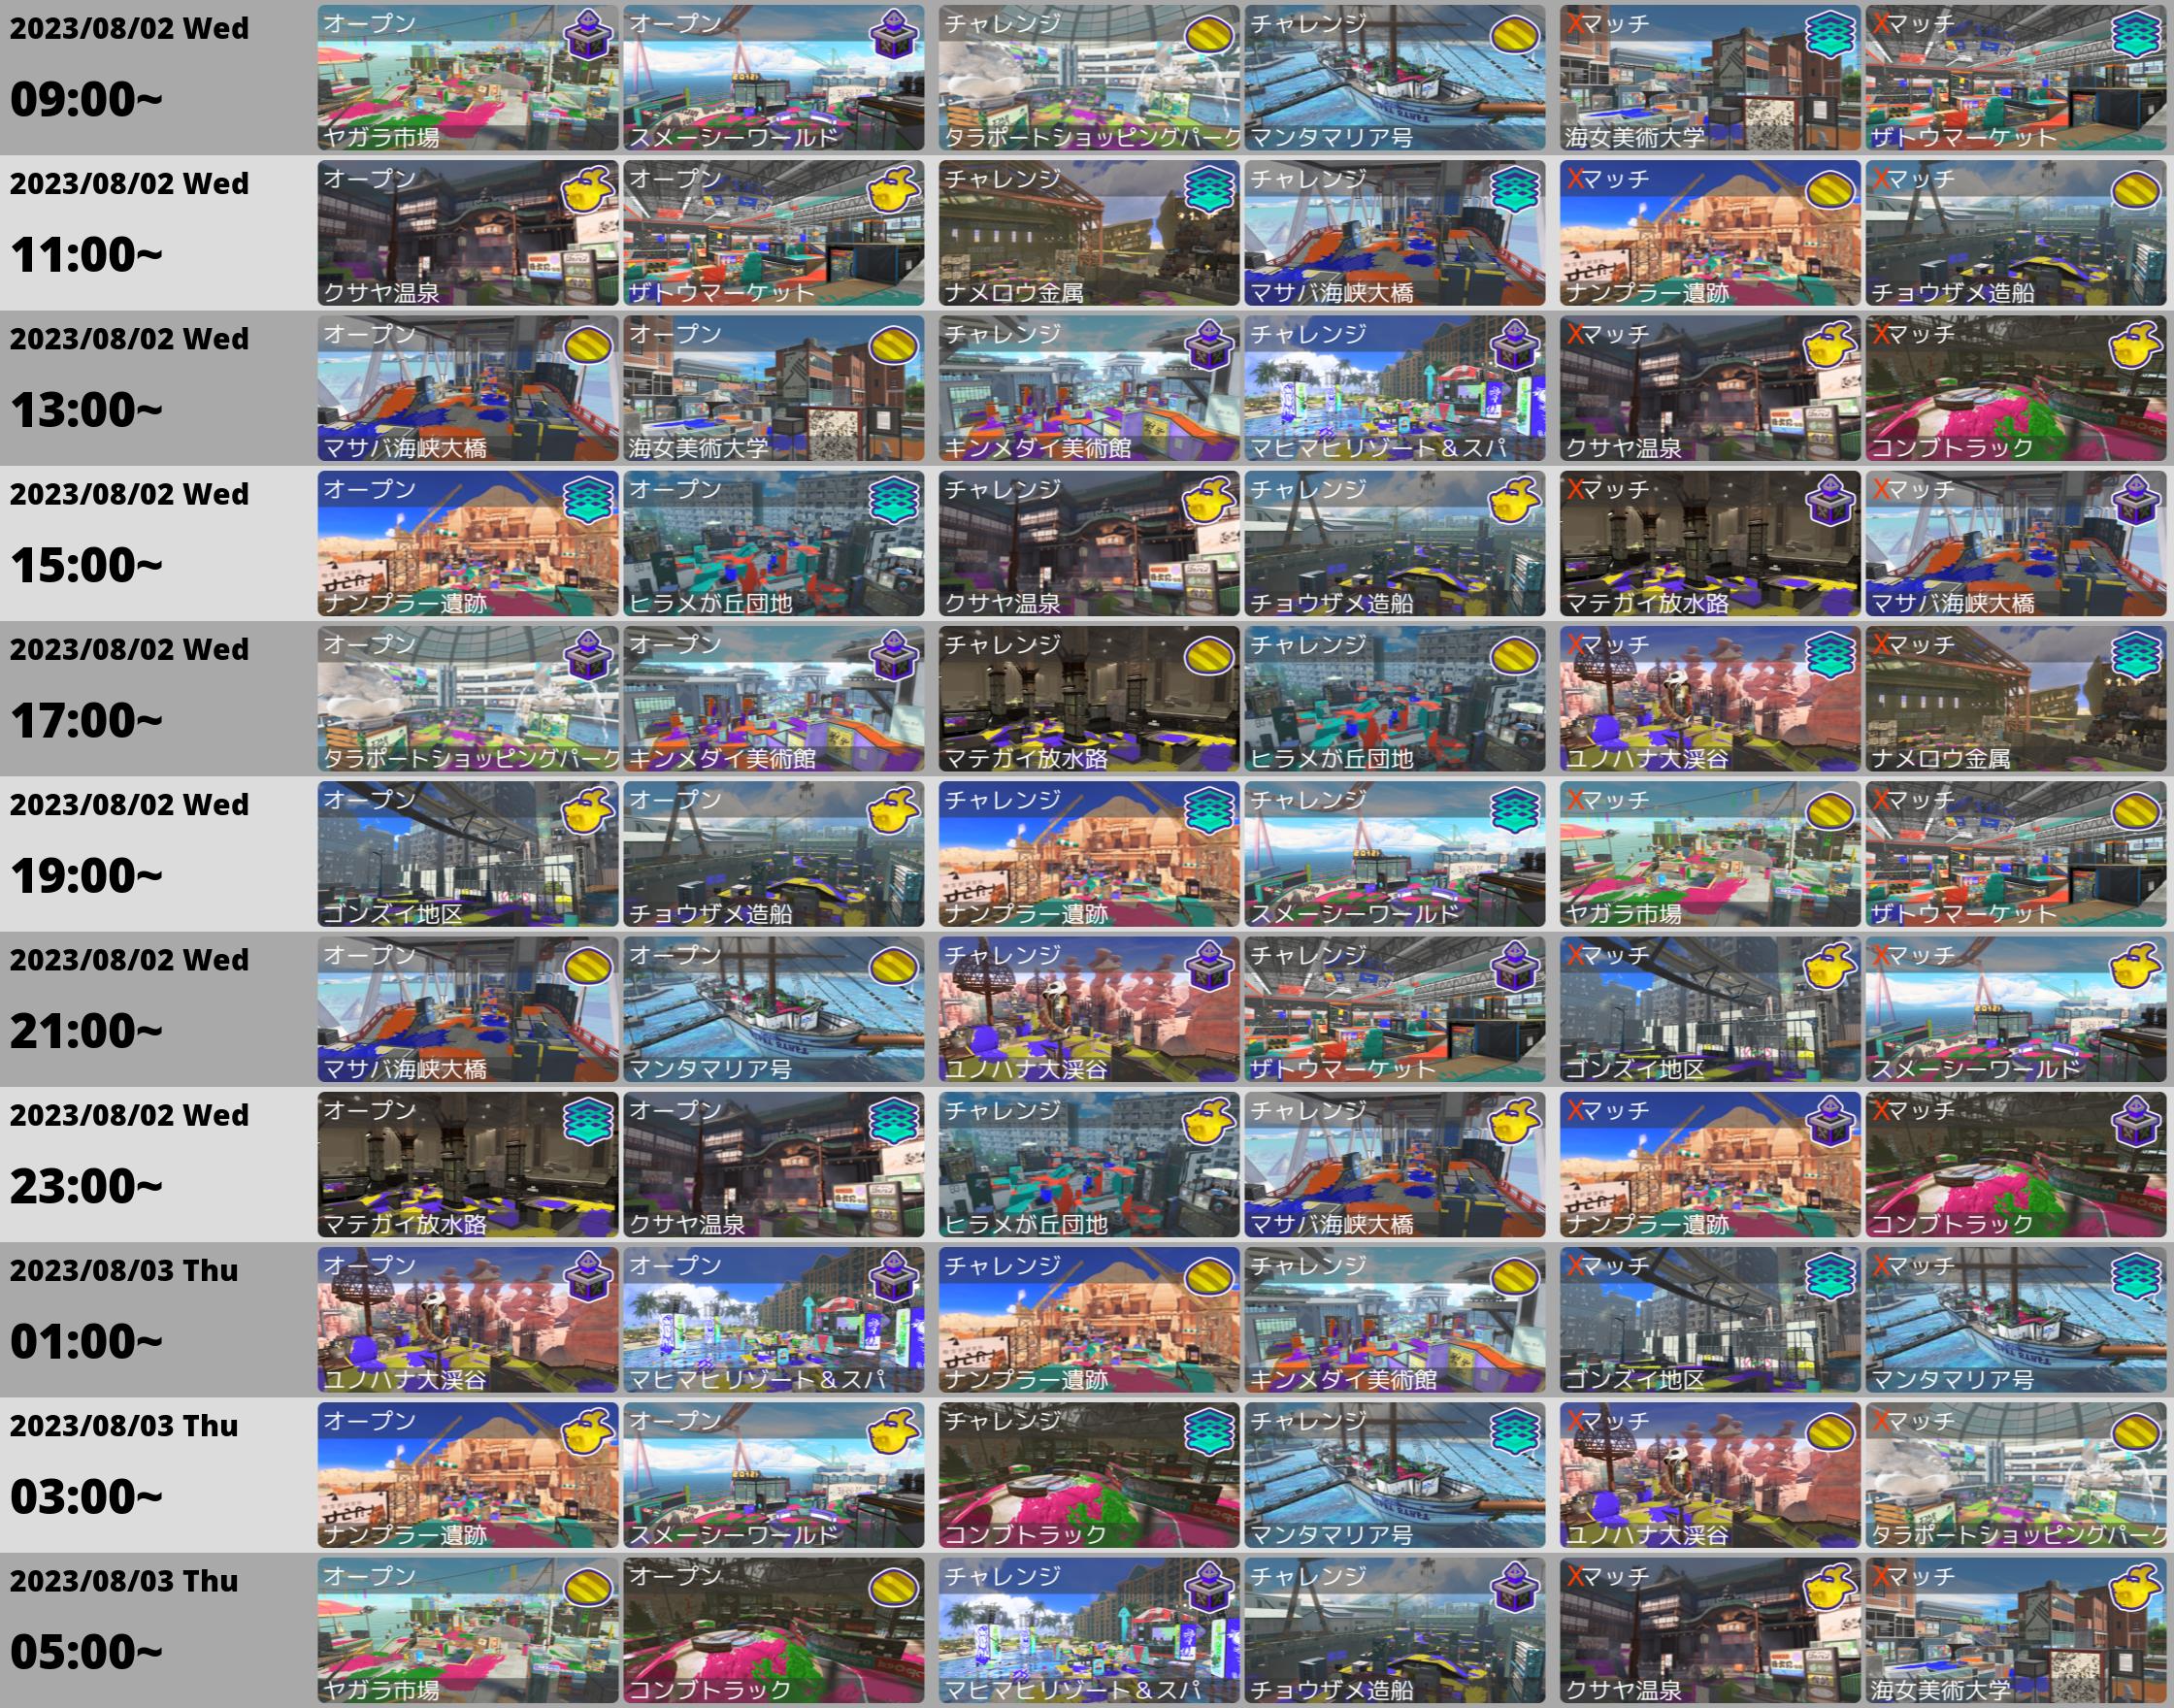 2023/08/02 Wed
09:00~
オープン オープン チャレンジ チャレンジ Xマッチ Xマッチ
ヤガラ市場 スメーシーワールド タラポートショッピングパーク マンタマリア号 海女美術大学 ザトウマーケット
2023/08/02 Wed
11:00~
オープン オープン チャレンジ チャレンジ Xマッチ Xマッチ
クサヤ温泉 ザトウマーケット ナメロウ金属 マサバ海峡大橋 ナンプラー遺跡 チョウザメ造船
2023/08/02 Wed
13:00~
オープン オープン チャレンジ チャレンジ Xマッチ Xマッチ
マサバ海峡大橋 海女美術大学 キンメダイ美術館 マヒマヒリゾート&スパ クサヤ温泉 コンブトラック
2023/08/02 Wed
15:00~
オープン オープン チャレンジ チャレンジ Xマッチ Xマッチ
ナンプラー遺跡 ヒラメが丘団地 クサヤ温泉 チョウザメ造船 マテガイ放水路 マサバ海峡大橋
2023/08/02 Wed
17:00~
オープン オープン チャレンジ チャレンジ Xマッチ Xマッチ
タラポートショッピングパーク キンメダイ美術館 マテガイ放水路 ヒラメが丘団地 ユノハナ大渓谷 ナメロウ金属
2023/08/02 Wed
19:00~
オープン オープン チャレンジ チャレンジ Xマッチ Xマッチ
ゴンズイ地区 チョウザメ造船 ナンプラー遺跡 スメーシーワールド ヤガラ市場 ザトウマーケット
2023/08/02 Wed
21:00~
オープン オープン チャレンジ チャレンジ Xマッチ Xマッチ
マサバ海峡大橋 マンタマリア号 ユノハナ大渓谷 ザトウマーケット ゴンズイ地区 スメーシーワールド
2023/08/02 Wed
23:00~
オープン オープン チャレンジ チャレンジ Xマッチ Xマッチ
マテガイ放水路 クサヤ温泉 ヒラメが丘団地 マサバ海峡大橋 ナンプラー遺跡 コンブトラック
2023/08/03 Thu
01:00~
オープン オープン チャレンジ チャレンジ Xマッチ Xマッチ
ユノハナ大渓谷 マヒマヒリゾート&スパ ナンプラー遺跡 キンメダイ美術館 ゴンズイ地区 マンタマリア号
2023/08/03 Thu
03:00~
オープン オープン チャレンジ チャレンジ Xマッチ Xマッチ
ナンプラー遺跡 スメーシーワールド コンブトラック マンタマリア号 ユノハナ大渓谷 タラポートショッピングパーク
2023/08/03 Thu
05:00~
オープン オープン チャレンジ チャレンジ Xマッチ Xマッチ
ヤガラ市場 コンブトラック マヒマヒリゾート&スパ チョウザメ造船 クサヤ温泉 海女美術大学